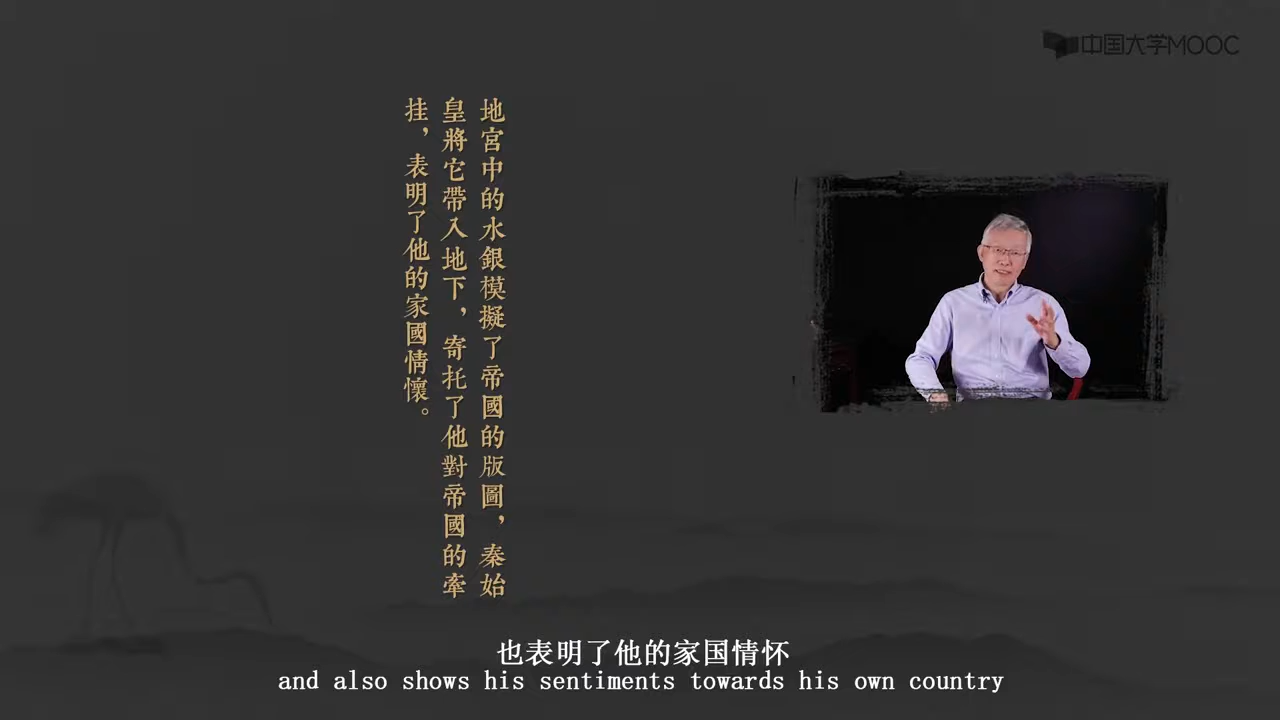 中国大学MOOC
地宮中的水銀模擬了帝國的版圖，秦始
皇將它帶入地下，寄托了他對帝國的牽
挂，表明了他的家國情懷。
也表明了他的家国情怀
and also shows his sentiments towards his own country